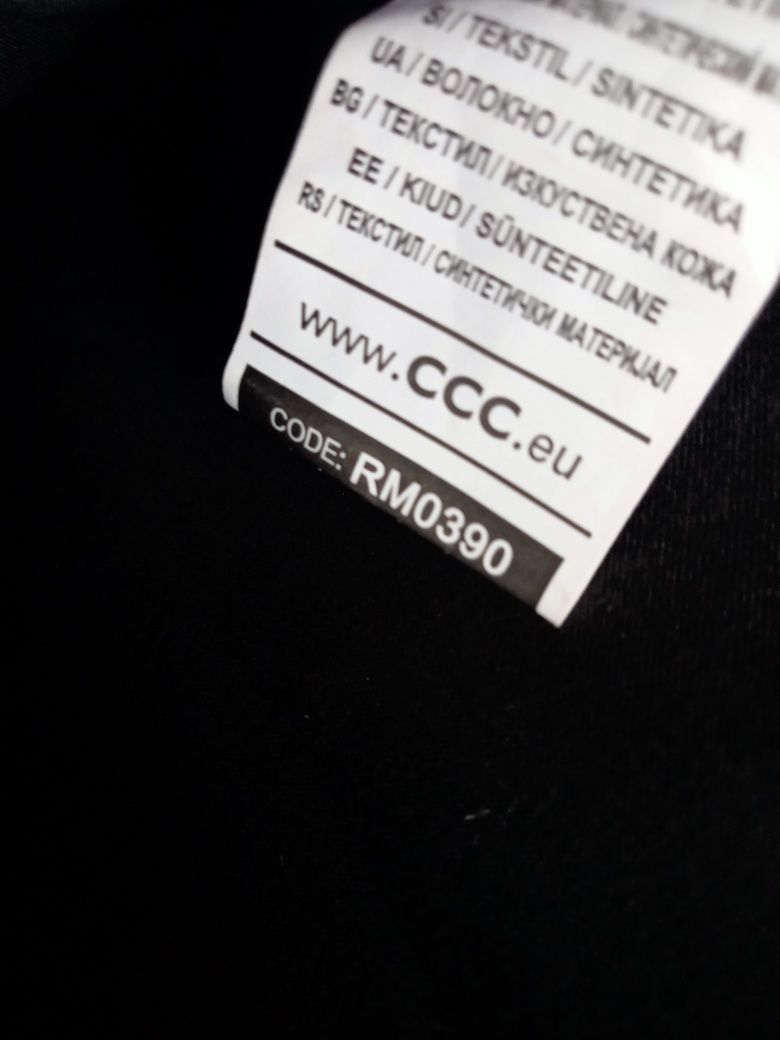 SI / TEKSTIL / SINTETIKA
UA / ВОЛОКНО / СИНТЕТИКА
BG / ТЕКСТИЛ / ИЗКУСТВЕНА КОЖА
EE / KIUD / SÜNTEETILINE
RS / ТЕКСТИЛ / СИНТЕТИЧКИ МАТЕРИЈАЛ
www.CCC.eu
CODE: RM0390